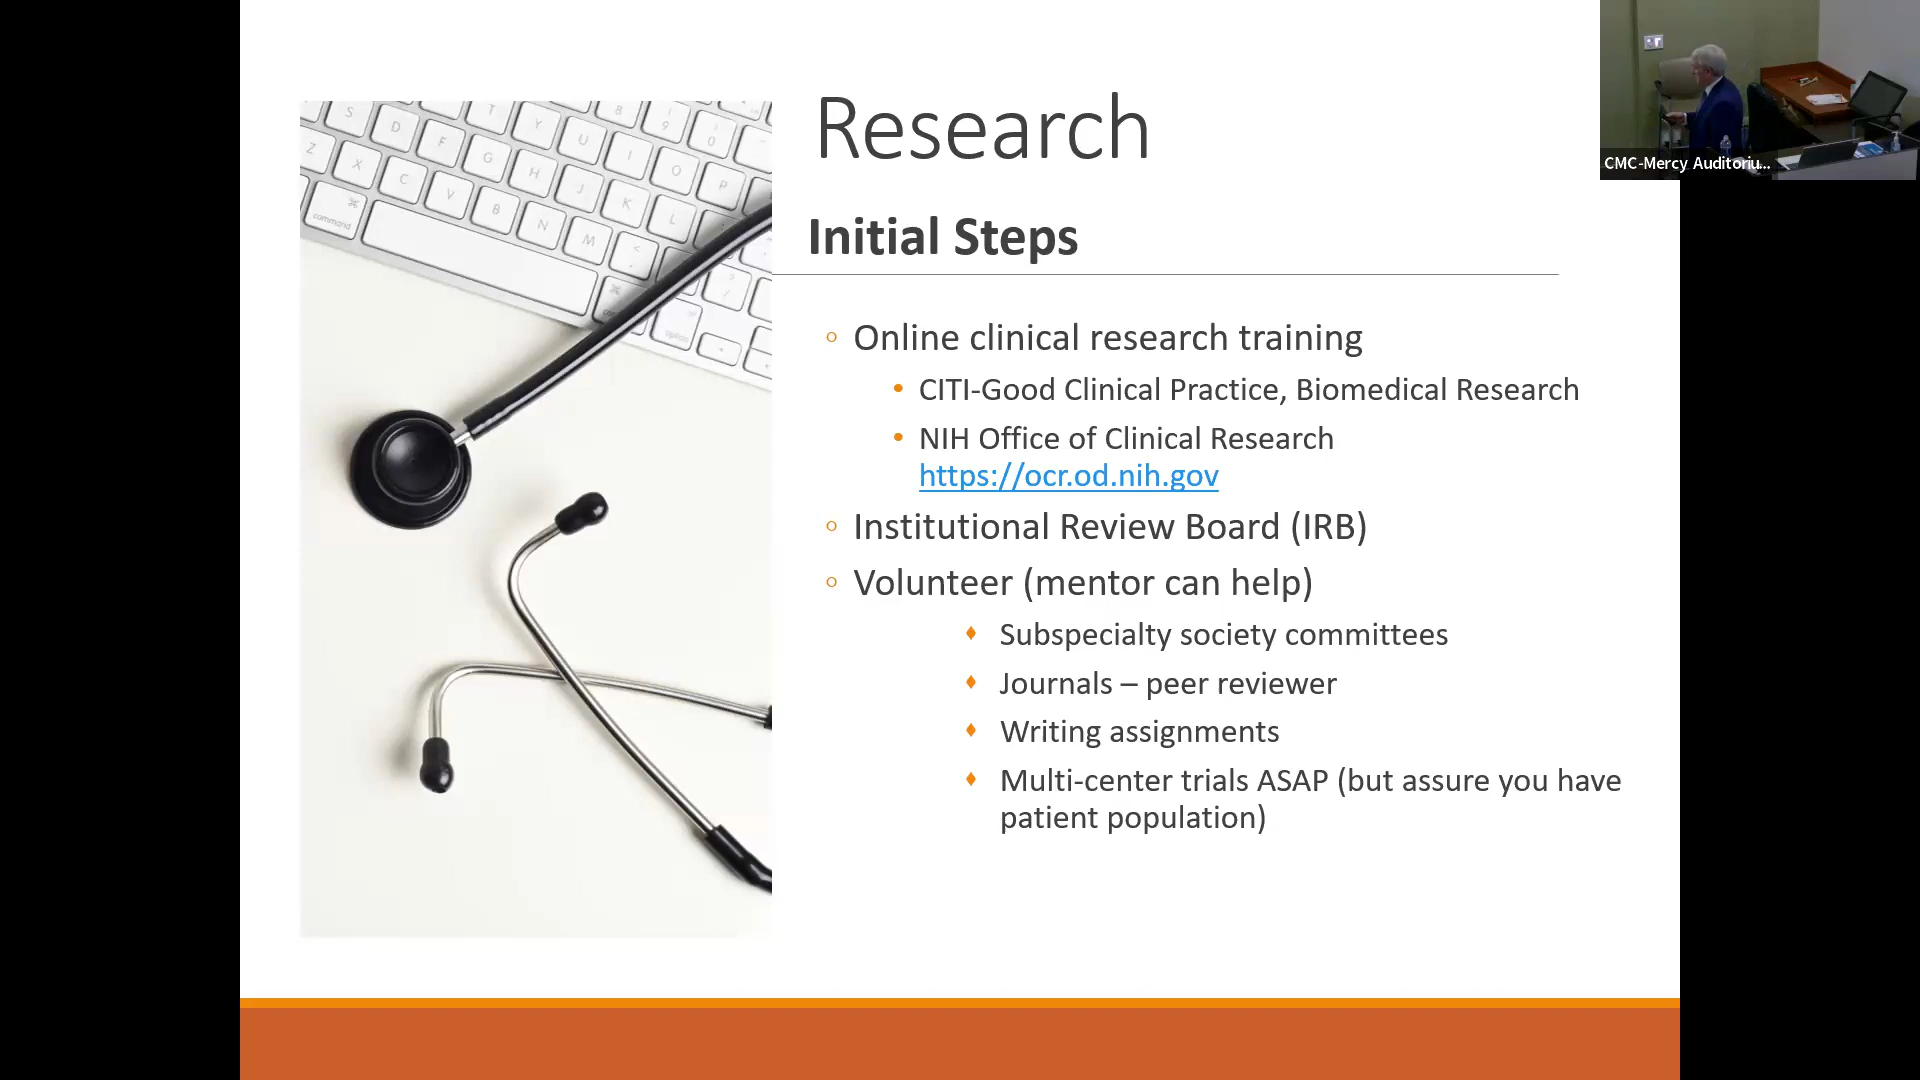 Research
Initial Steps
Online clinical research training
CITI-Good Clinical Practice, Biomedical Research
NIH Office of Clinical Research
https://ocr.od.nih.gov
Institutional Review Board (IRB)
Volunteer (mentor can help)
Subspecialty society committees
Journals – peer reviewer
Writing assignments
Multi-center trials ASAP (but assure you have
patient population)
CMC-Mercy Auditoriu...
S D F G H J K L
T Y U I O P
Z X C V B N M
command
option